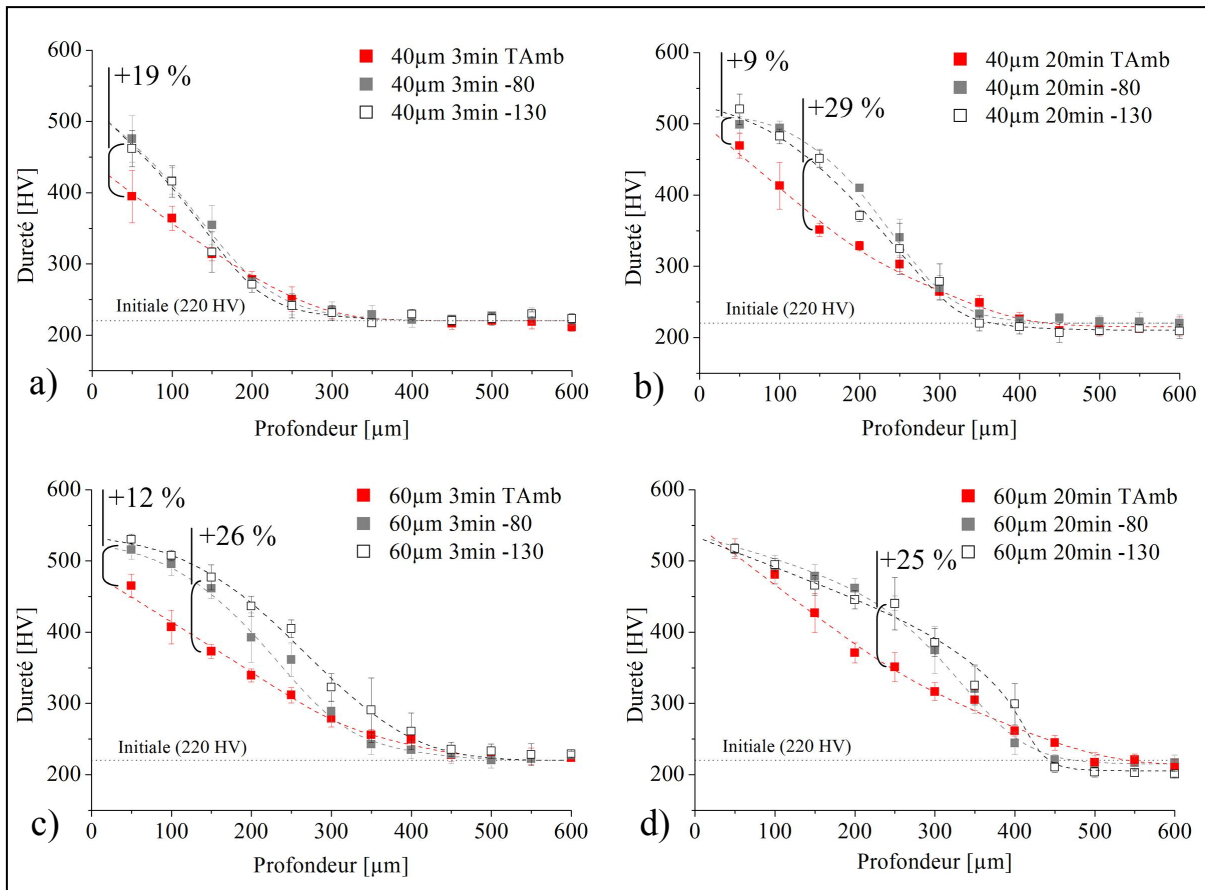 600
500
400
300
200
Dureté [HV]
+19 %
40µm 3min TAmb
40µm 3min -80
40µm 3min -130
Initiale (220 HV)
a)
0 100 200 300 400 500 600
Profondeur [µm]
600
500
400
300
200
Dureté [HV]
+9 %
+29 %
40µm 20min TAmb
40µm 20min -80
40µm 20min -130
Initiale (220 HV)
b)
0 100 200 300 400 500 600
Profondeur [µm]
600
500
400
300
200
Dureté [HV]
+12 %
+26 %
60µm 3min TAmb
60µm 3min -80
60µm 3min -130
Initiale (220 HV)
c)
0 100 200 300 400 500 600
Profondeur [µm]
600
500
400
300
200
Dureté [HV]
+25 %
60µm 20min TAmb
60µm 20min -80
60µm 20min -130
Initiale (220 HV)
d)
0 100 200 300 400 500 600
Profondeur [µm]